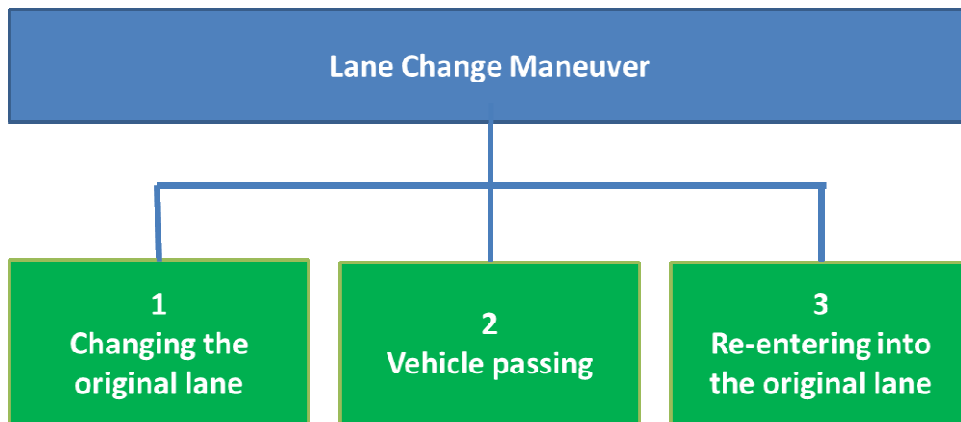 Lane Change Maneuver
1
Changing the
original lane
2
Vehicle passing
3
Re-entering into
the original lane